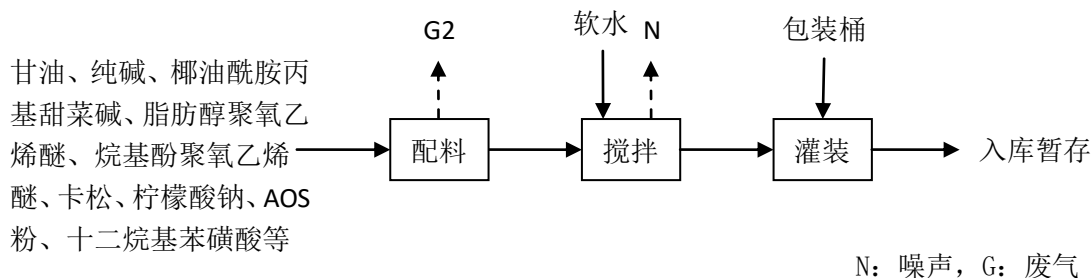 G2
软水
N
包装桶
甘油、纯碱、椰油酰胺丙
基甜菜碱、脂肪醇聚氧乙
烯醚、烷基酚聚氧乙烯
醚、卡松、柠檬酸钠、AOS
粉、十二烷基苯磺酸等
配料
搅拌
灌装
入库暂存
N：噪声，G：废气